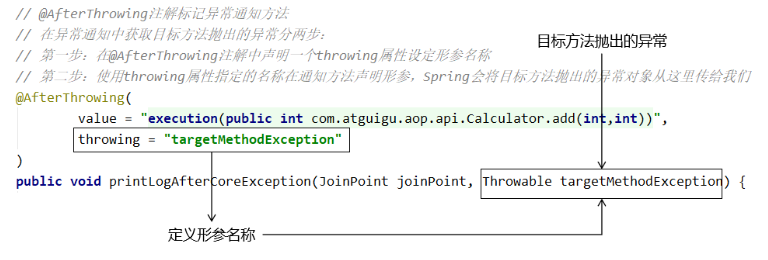 // @AfterThrowing注解标记异常通知方法
// 在异常通知中获取目标方法抛出的异常分两步:
// 第一步: 在@AfterThrowing注解中声明一个throwing属性设定形参名称
// 第二步: 使用throwing属性指定的名称在通知方法声明形参, Spring会将目标方法抛出的异常对象从这里传给我们
目标方法抛出的异常
@AfterThrowing(
value = "execution(public int com.atguigu.aop.api.Calculator.add(int,int))",
throwing = "targetMethodException"
)
public void printLogAfterCoreException(JoinPoint joinPoint, Throwable targetMethodException) {
定义形参名称